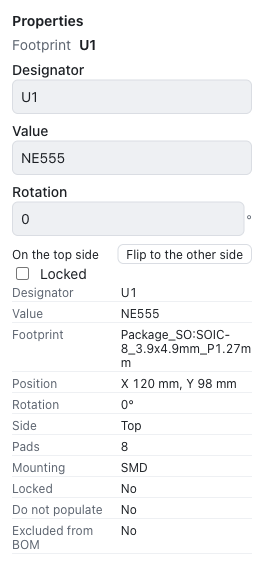 Properties
Footprint U1
Designator
U1
Value
NE555
Rotation
0 °
On the top side Flip to the other side
Locked
Designator U1
Value NE555
Footprint Package_SO:SOIC-
8_3.9x4.9mm_P1.27m
m
Position X 120 mm, Y 98 mm
Rotation 0°
Side Top
Pads 8
Mounting SMD
Locked No
Do not populate No
Excluded from No
BOM